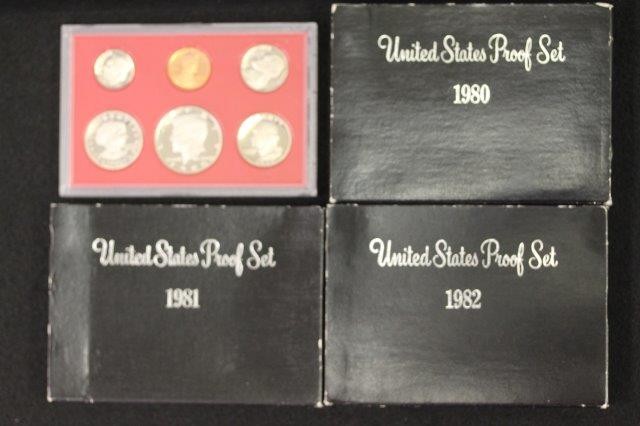 United States Proof Set
1980
United States Proof Set
1981
United States Proof Set
1982